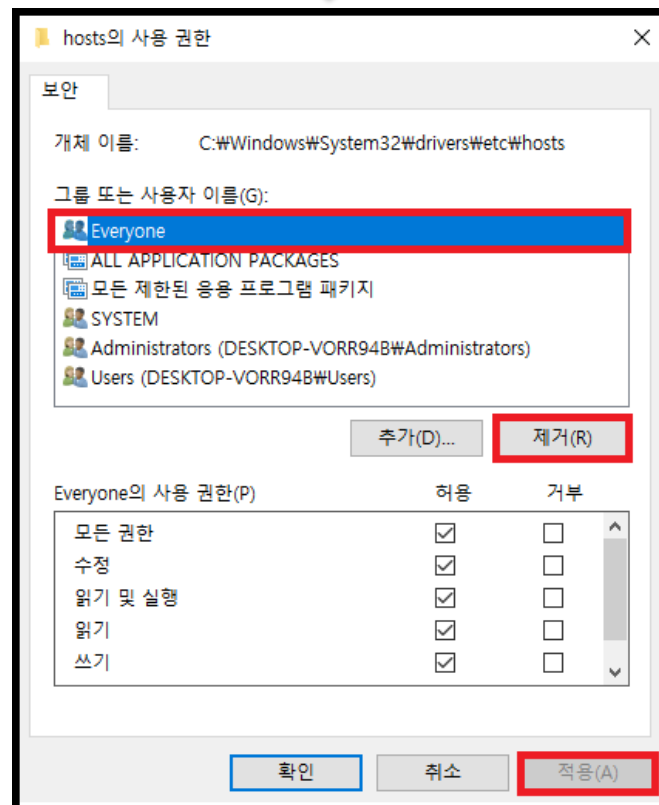 hosts의 사용 권한
보안
개체 이름: C:₩Windows₩System32₩drivers₩etc₩hosts
그룹 또는 사용자 이름(G):
Everyone
ALL APPLICATION PACKAGES
모든 제한된 응용 프로그램 패키지
SYSTEM
Administrators (DESKTOP-VORR94B₩Administrators)
Users (DESKTOP-VORR94B₩Users)
추가(D)... 제거(R)
Everyone의 사용 권한(P) 허용 거부
모든 권한
수정
읽기 및 실행
읽기
쓰기
확인 취소 적용(A)